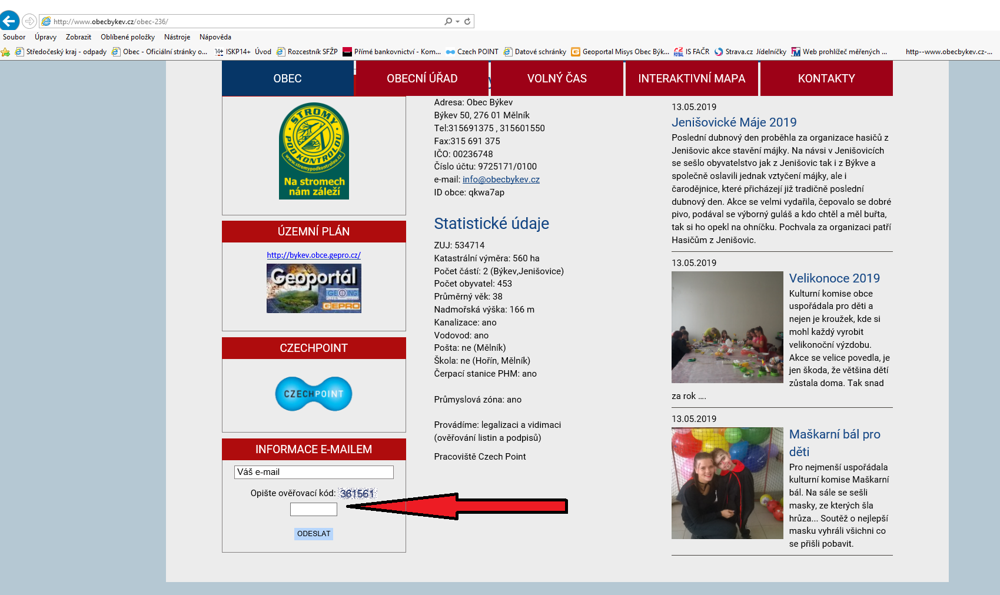 http://www.obecbykev.cz/obec-236/
Soubor Úpravy Zobrazit Oblíbené položky Nástroje Nápověda
Středočeský kraj - odpady Obec - Oficiální stránky o... 14+ ISKP14+ Úvod Rozcestník SFŽP Přímé bankovnictví - Kom... Czech POINT Datové schránky Geoportal Misys Obec Býk... IS FAČR Strava.cz Jídelníčky Web prohlížeč měřených ... http--www.obecbykev.cz-...
OBEC OBECNÍ ÚŘAD VOLNÝ ČAS INTERAKTIVNÍ MAPA KONTAKTY
STROMY
POD KONTROLOU
www.stromypodkontrolou.cz
Na stromech
nám záleží
ÚZEMNÍ PLÁN
http://bykev.obce.gepro.cz/
Geoportál
GEPRO
CZECHPOINT
CZECHPOINT
INFORMACE E-MAILEM
Váš e-mail
Opište ověřovací kód: 361561
ODESLAT
Adresa: Obec Býkev
Býkev 50, 276 01 Mělník
Tel:315691375 , 315601550
Fax:315 691 375
IČO: 00236748
Číslo účtu: 9725171/0100
e-mail: info@obecbykev.cz
ID obce: qkwa7ap
Statistické údaje
ZUJ: 534714
Katastrální výměra: 560 ha
Počet částí: 2 (Býkev,Jenišovice)
Počet obyvatel: 453
Průměrný věk: 38
Nadmořská výška: 166 m
Kanalizace: ano
Vodovod: ano
Pošta: ne (Mělník)
Škola: ne (Hořín, Mělník)
Čerpací stanice PHM: ano
Průmyslová zóna: ano
Provádíme: legalizaci a vidimaci
(ověřování listin a podpisů)
Pracoviště Czech Point
13.05.2019
Jenišovické Máje 2019
Poslední dubnový den proběhla za organizace hasičů z
Jenišovic akce stavění májky. Na návsi v Jenišovicích
se sešlo obyvatelstvo jak z Jenišovic tak i z Býkve a
společně oslavili jednak vztyčení májky, ale i
čarodějnice, které přicházejí již tradičně poslední
dubnový den. Akce se velmi vydařila, čepovalo se dobré
pivo, podával se výborný guláš a kdo chtěl a měl buřta,
tak si ho opekl na ohníčku. Pochvala za organizaci patří
Hasičům z Jenišovic.
13.05.2019
Velikonoce 2019
Kulturní komise obce
uspořádala pro děti a
nejen je kroužek, kde si
mohl každý vyrobit
velikonoční výzdobu.
Akce se velice povedla, je
jen škoda, že většina dětí
zůstala doma. Tak snad
za rok ....
13.05.2019
Maškarní bál pro
děti
Pro nejmenší uspořádala
kulturní komise Maškarní
bál. Na sále se sešli
masky, ze kterých šla
hrůza... Soutěž o nejlepší
masku vyhráli všichni co
se přišli pobavit.